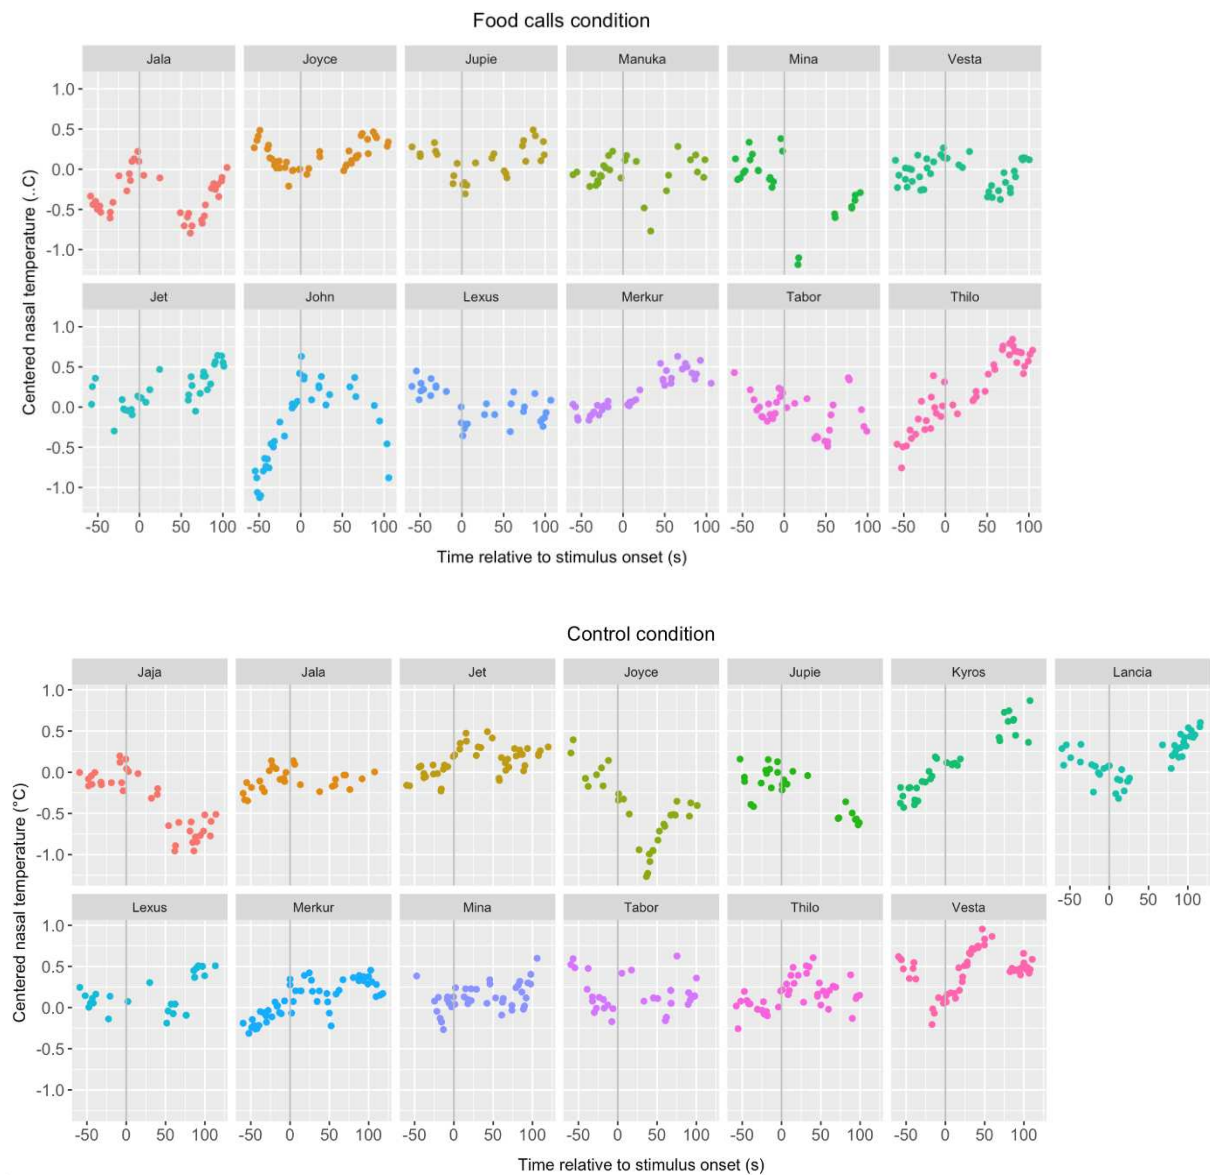 Food calls condition
Jala Joyce Jupie Manuka Mina Vesta
1.0
0.5
0.0
-0.5
-1.0
Jet John Lexus Merkur Tabor Thilo
1.0
0.5
0.0
-0.5
-1.0
Centered nasal temperature (..C)
-50 0 50 100 -50 0 50 100 -50 0 50 100 -50 0 50 100 -50 0 50 100 -50 0 50 100
Time relative to stimulus onset (s)
Control condition
Jaja Jala Jet Joyce Jupie Kyros Lancia
1.0
0.5
0.0
-0.5
-1.0
-50 0 50 100
Lexus Merkur Mina Tabor Thilo Vesta
1.0
0.5
0.0
-0.5
-1.0
Centered nasal temperature (°C)
-50 0 50 100 -50 0 50 100 -50 0 50 100 -50 0 50 100 -50 0 50 100 -50 0 50 100
Time relative to stimulus onset (s)